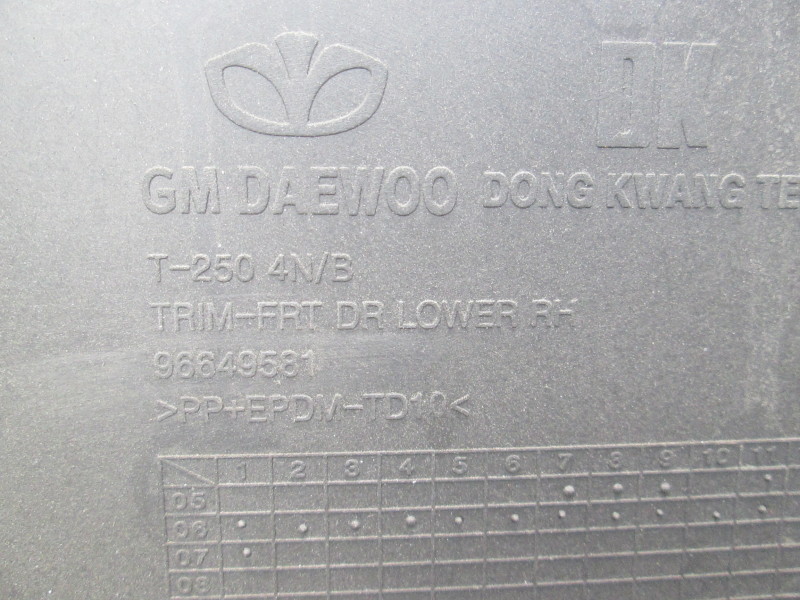 DK
GM DAEWOO DONG KWANG TE
T-250 4N/B
TRIM-FRT DR LOWER RH
96649581
>PP+EPDM-TD10<
1 2 3 4 5 6 7 8 9 10 11
05
06
07
08